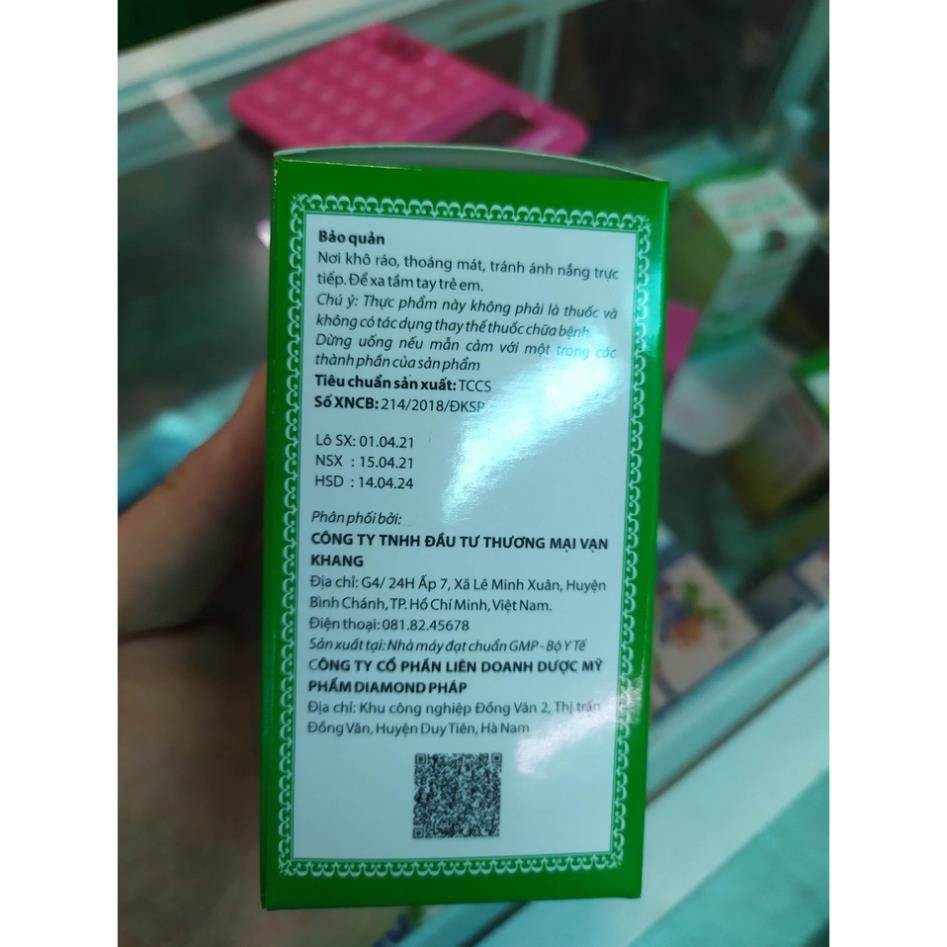 Bảo quản
Nơi khô ráo, thoáng mát, tránh ánh nắng trực
tiếp. Để xa tầm tay trẻ em.
Chú ý: Thực phẩm này không phải là thuốc và
không có tác dụng thay thế thuốc chữa bệnh.
Dừng uống nếu mẫn cảm với một trong các
thành phần của sản phẩm
Tiêu chuẩn sản xuất: TCCS
Số XNCB: 214/2018/ĐKSP
Lô SX: 01.04.21
NSX : 15.04.21
HSD : 14.04.24
Phân phối bởi:
CÔNG TY TNHH ĐẦU TƯ THƯƠNG MẠI VẠN
KHANG
Địa chỉ: G4/ 24H Ấp 7, Xã Lê Minh Xuân, Huyện
Bình Chánh, TP. Hồ Chí Minh, Việt Nam.
Điện thoại: 081.82.45678
Sản xuất tại: Nhà máy đạt chuẩn GMP - Bộ Y Tế
CÔNG TY CỔ PHẦN LIÊN DOANH DƯỢC MỸ
PHẨM DIAMOND PHÁP
Địa chỉ: Khu công nghiệp Đồng Văn 2, Thị trấn
Đồng Văn, Huyện Duy Tiên, Hà Nam